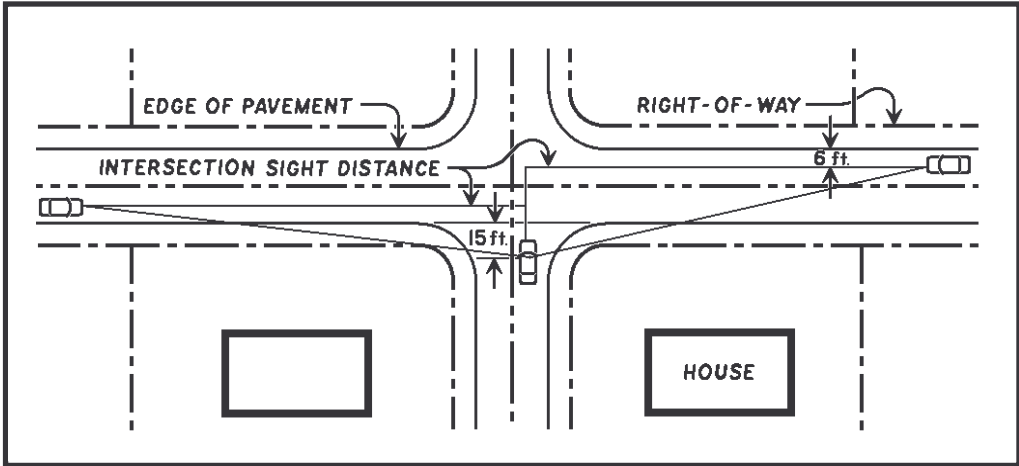 EDGE OF PAVEMENT
RIGHT-OF-WAY
INTERSECTION SIGHT DISTANCE
6 ft.
15 ft.
HOUSE